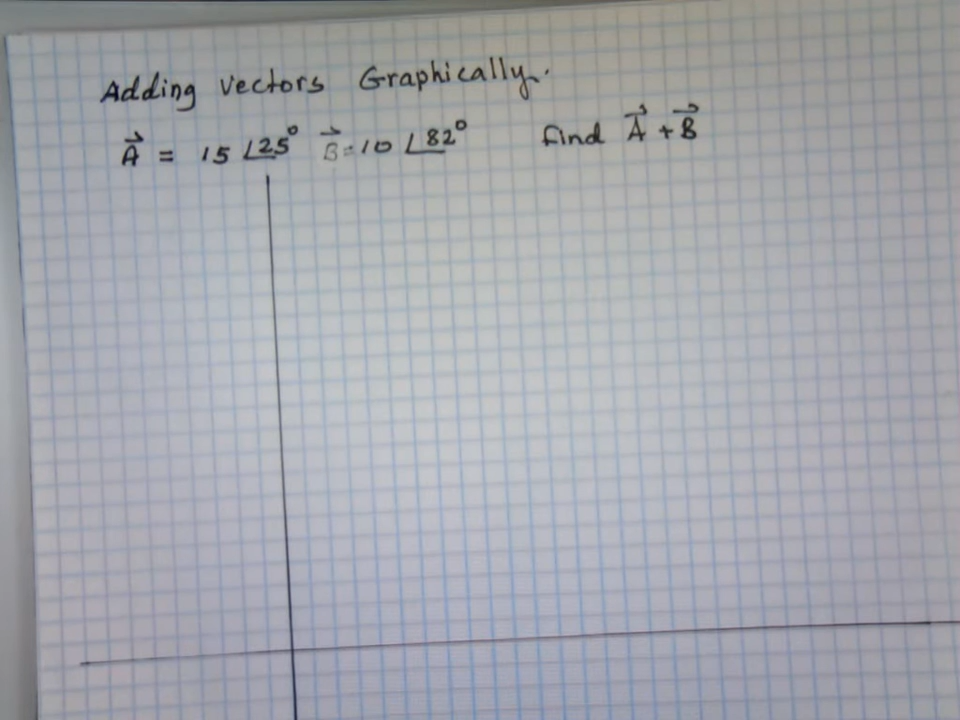 Adding Vectors Graphically.
A⃗ = 15 ∠25° B⃗ = 10 ∠82° Find A⃗ + B⃗